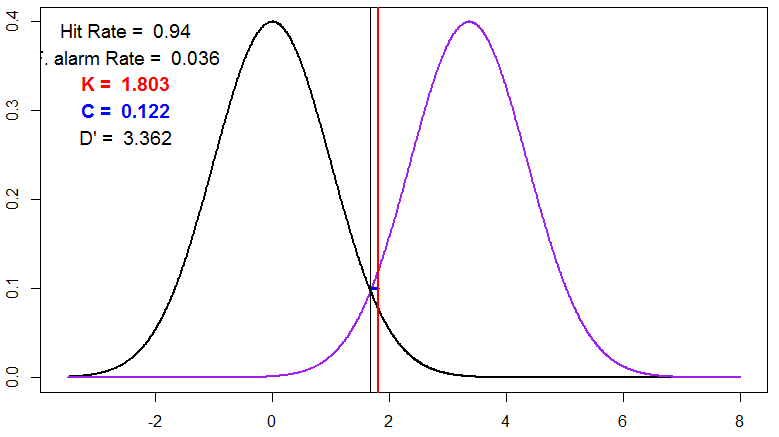 Hit Rate = 0.94
F. alarm Rate = 0.036
K = 1.803
C = 0.122
D' = 3.362
0.4
0.3
0.2
0.1
0.0
-2 0 2 4 6 8